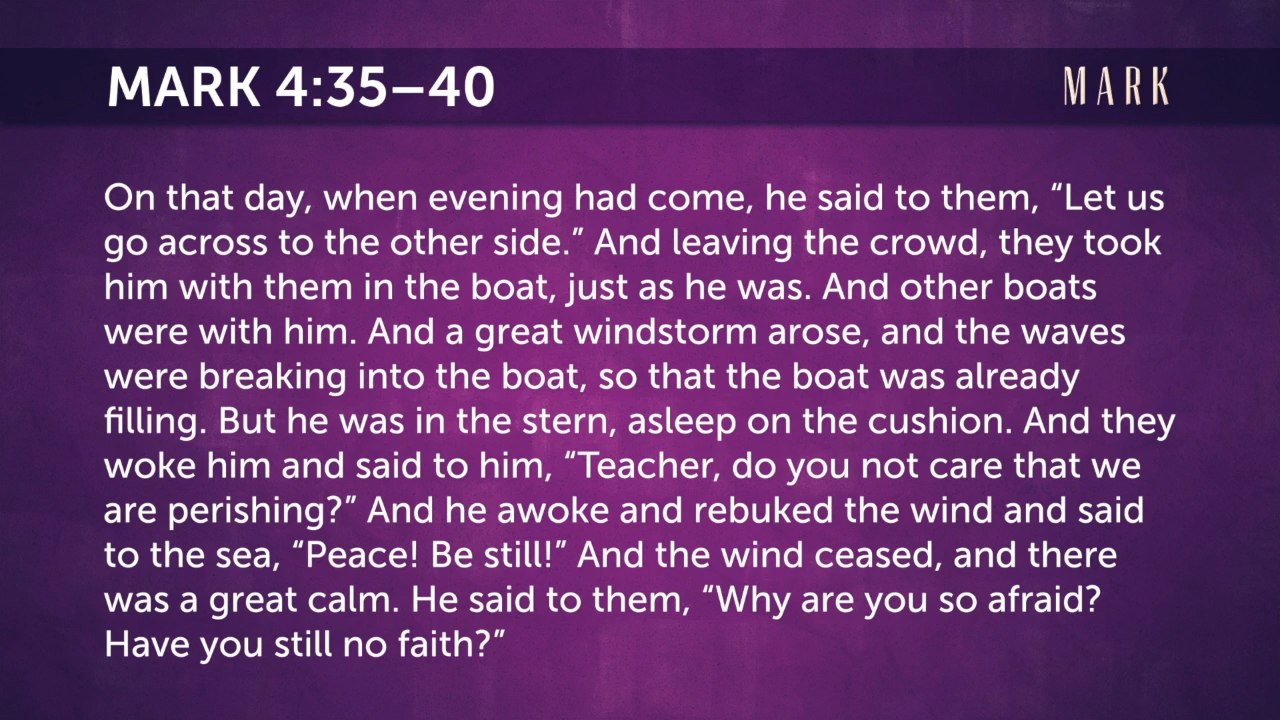 MARK 4:35–40
MARK
On that day, when evening had come, he said to them, “Let us
go across to the other side.” And leaving the crowd, they took
him with them in the boat, just as he was. And other boats
were with him. And a great windstorm arose, and the waves
were breaking into the boat, so that the boat was already
filling. But he was in the stern, asleep on the cushion. And they
woke him and said to him, “Teacher, do you not care that we
are perishing?” And he awoke and rebuked the wind and said
to the sea, “Peace! Be still!” And the wind ceased, and there
was a great calm. He said to them, “Why are you so afraid?
Have you still no faith?”